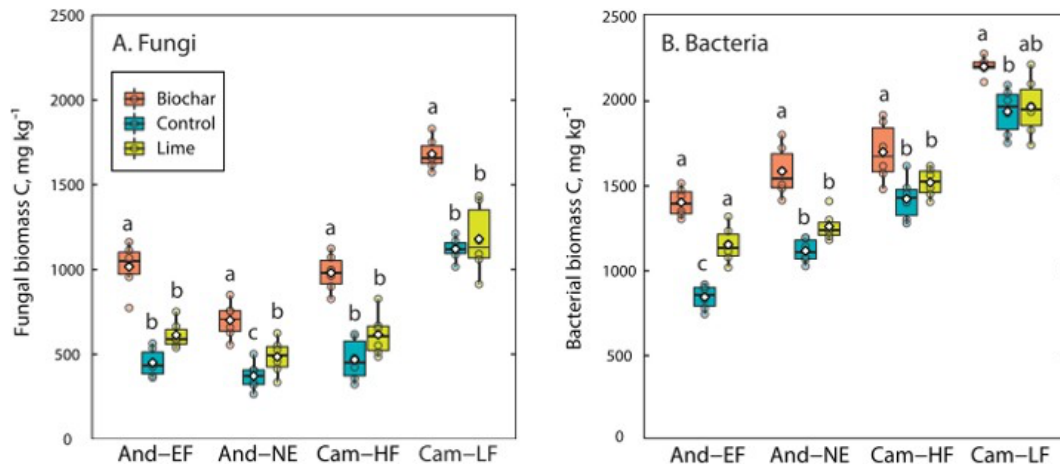 A. Fungi
Biochar
Control
Lime
Fungal biomass C, mg kg⁻¹
2500
2000
1500
1000
500
0
a
b
b
a
c
b
a
b
b
a
b
b
And–EF
And–NE
Cam–HF
Cam–LF
B. Bacteria
Bacterial biomass C, mg kg⁻¹
2500
2000
1500
1000
500
0
a
c
a
a
b
b
a
b
b
a
b
ab
And–EF
And–NE
Cam–HF
Cam–LF